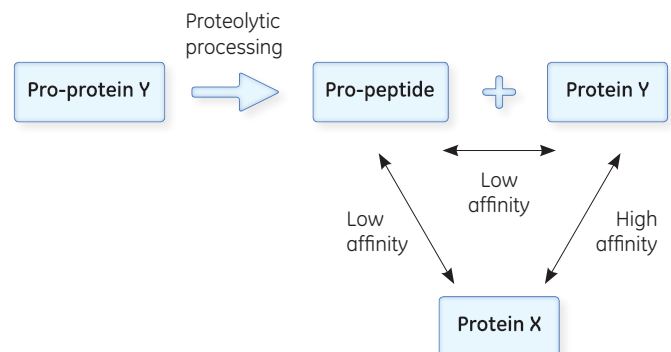 Proteolytic
processing
Pro-protein Y
Pro-peptide
Protein Y
Low
affinity
Low
affinity
High
affinity
Protein X